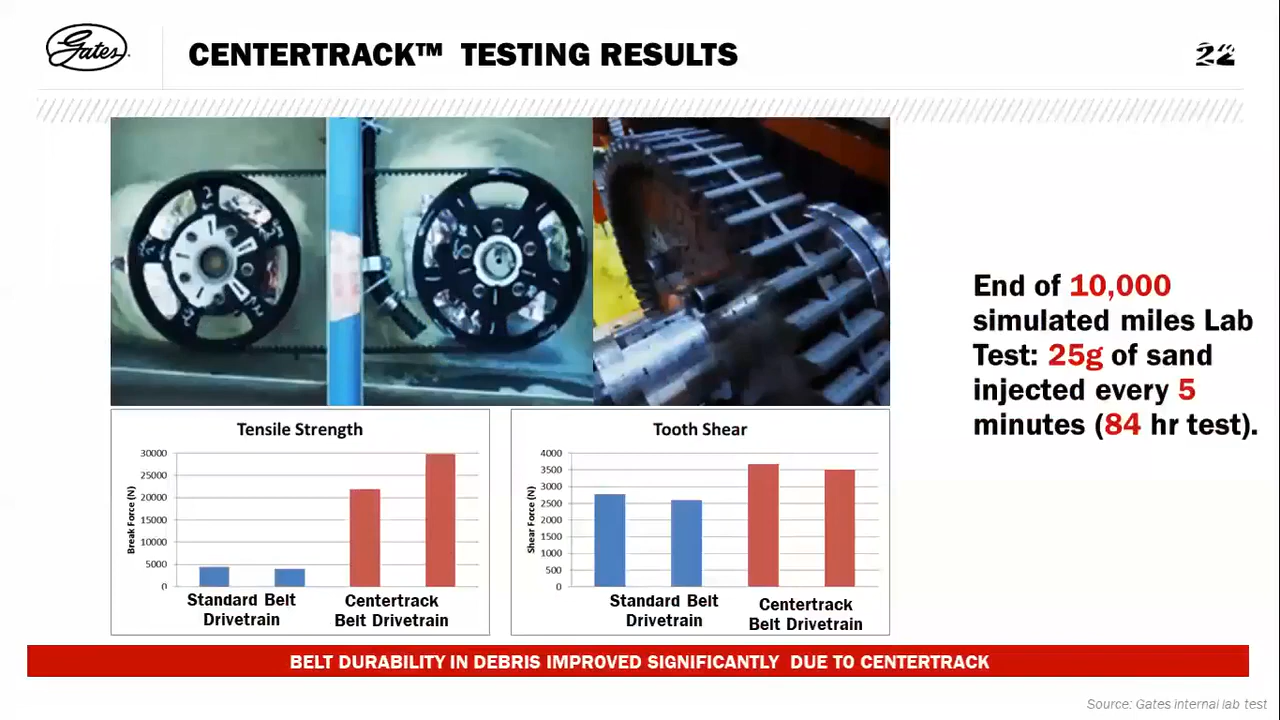 Gates
CENTERTRACK™ TESTING RESULTS
End of 10,000
simulated miles Lab
Test: 25g of sand
injected every 5
minutes (84 hr test).
Tensile Strength
30000
25000
20000
15000
10000
5000
0
Break Force (N)
Standard Belt
Drivetrain
Centertrack
Belt Drivetrain
Tooth Shear
4000
3500
3000
2500
2000
1500
1000
500
0
Shear Force (N)
Standard Belt
Drivetrain
Centertrack
Belt Drivetrain
BELT DURABILITY IN DEBRIS IMPROVED SIGNIFICANTLY DUE TO CENTERTRACK
Source: Gates internal lab test